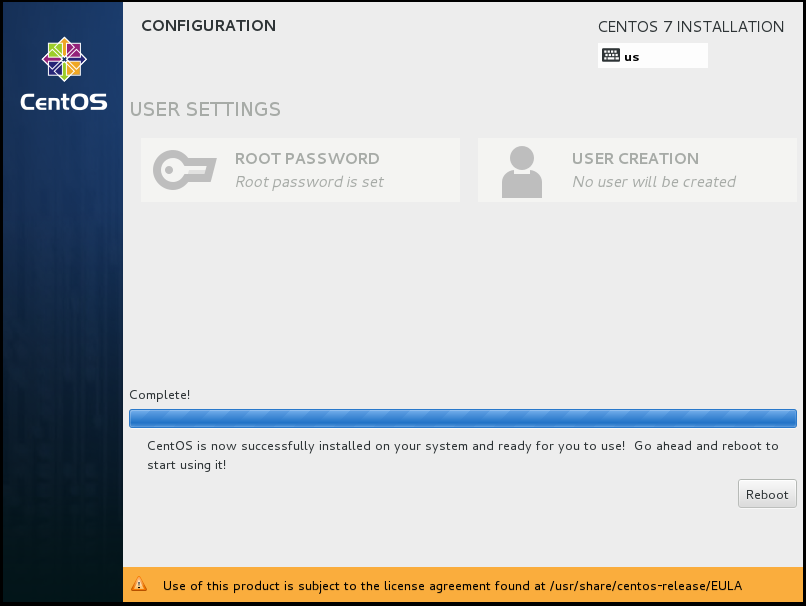 CentOS
CONFIGURATION
CENTOS 7 INSTALLATION
us
USER SETTINGS
ROOT PASSWORD
Root password is set
USER CREATION
No user will be created
Complete!
CentOS is now successfully installed on your system and ready for you to use! Go ahead and reboot to
start using it!
Reboot
Use of this product is subject to the license agreement found at /usr/share/centos-release/EULA